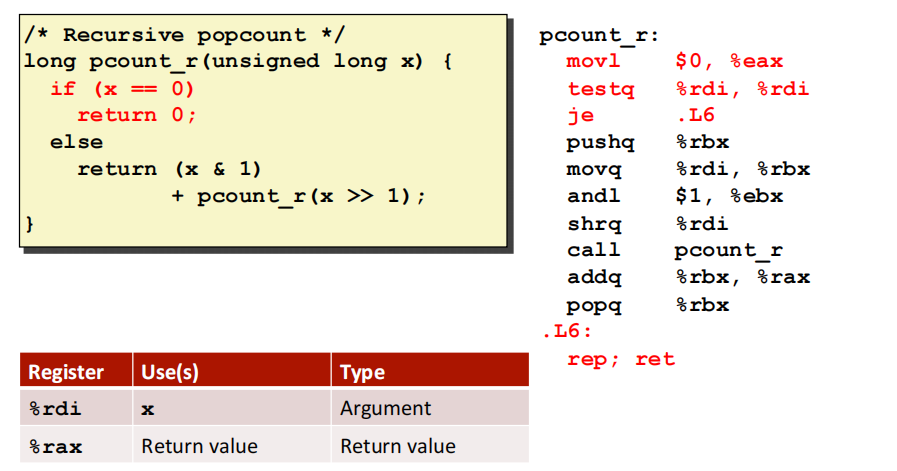 /* Recursive popcount */
long pcount_r(unsigned long x) {
  if (x == 0)
    return 0;
  else
    return (x & 1)
           + pcount_r(x >> 1);
}
pcount_r:
  movl    $0, %eax
  testq   %rdi, %rdi
  je      .L6
  pushq   %rbx
  movq    %rdi, %rbx
  andl    $1, %ebx
  shrq    %rdi
  call    pcount_r
  addq    %rbx, %rax
  popq    %rbx
.L6:
  rep; ret
Register Use(s) Type
%rdi x Argument
%rax Return value Return value